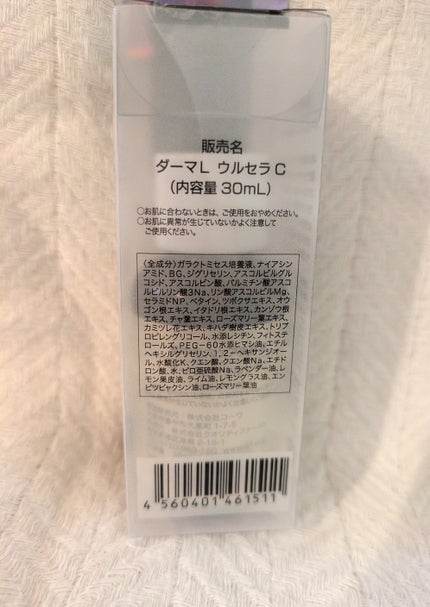 販売名
ダーマL ウルセラC
(内容量 30mL)
○お肌に合わないときは、ご使用をおやめください。
○お肌に異常が生じていないかよく注意して
ご使用ください。
〈全成分〉ガラクトミセス培養液、ナイアシン
アミド、BG、ジグリセリン、アスコルビルグル
コシド、アスコルビン酸、パルミチン酸アスコ
ルビルリン酸3Na、リン酸アスコルビルMg、
セラミドNP、ベタイン、ツボクサエキス、オウ
ゴン根エキス、イタドリ根エキス、カンゾウ根
エキス、チャ葉エキス、ローズマリー葉エキス、
カミツレ花エキス、キハダ樹皮エキス、トリプ
ロピレングリコール、水添レシチン、フィトステ
ロールズ、PEG-60水添ヒマシ油、エチル
ヘキシルグリセリン、1,2-ヘキサンジオー
ル、水酸化K、クエン酸、クエン酸Na、エチド
ロン酸、水、ピロ亜硫酸Na、ラベンダー油、レ
モン果皮油、ライム油、レモングラス油、エン
ピツビャクシン油、ローズマリー葉油
4 560401 461511